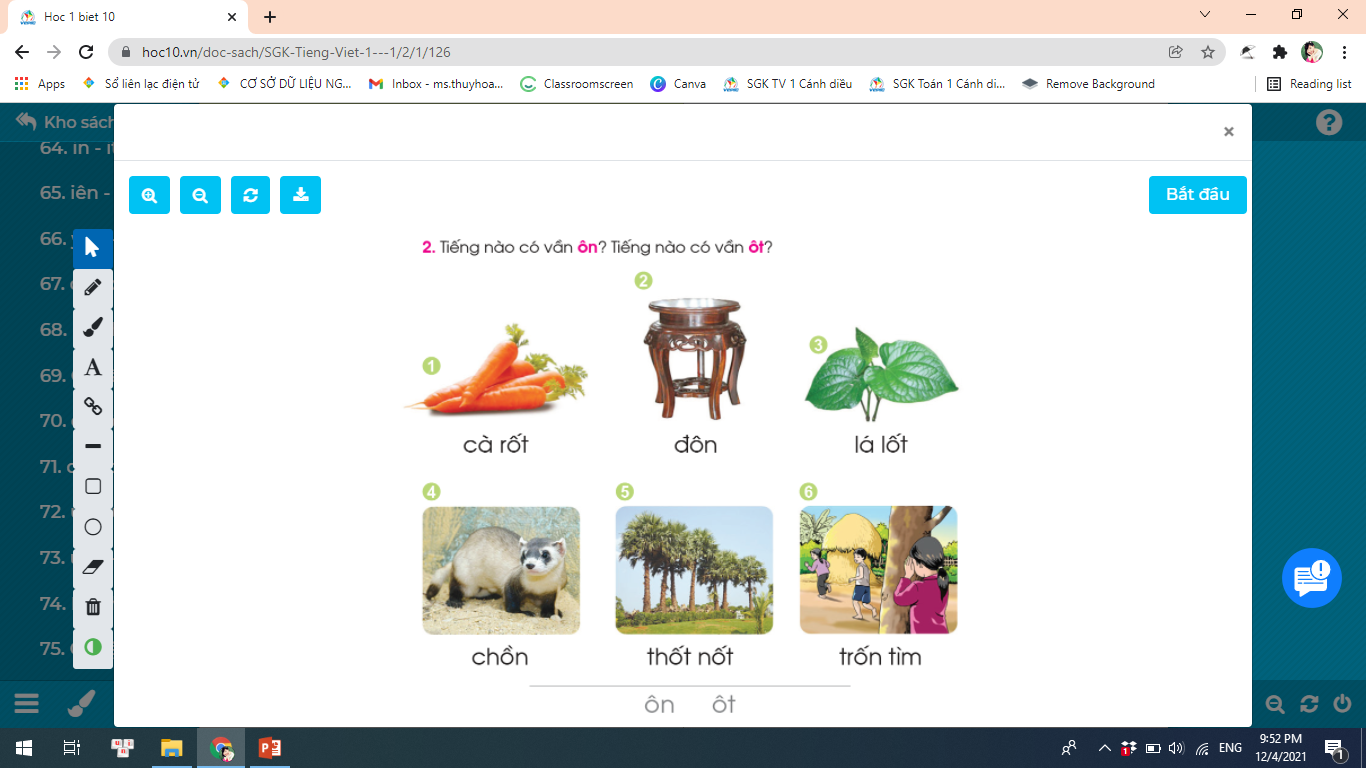 Hoc 1 biet 10
hoc10.vn/doc-sach/SGK-Tieng-Viet-1---1/2/1/126
Apps Sổ liên lạc điện tử CƠ SỞ DỮ LIỆU NG... Inbox - ms.thuyhoa... Classroomscreen Canva SGK TV 1 Cánh diều SGK Toán 1 Cánh di... Remove Background Reading list
Kho sách
64. in -
65. iên -
66.
67.
68.
69.
70.
71.
72.
73.
74.
75.
Bắt đầu
2. Tiếng nào có vần ôn? Tiếng nào có vần ôt?
1 2 3
cà rốt đôn lá lốt
4 5 6
chồn thốt nốt trốn tìm
ôn ôt
A
ENG
9:52 PM
12/4/2021
1